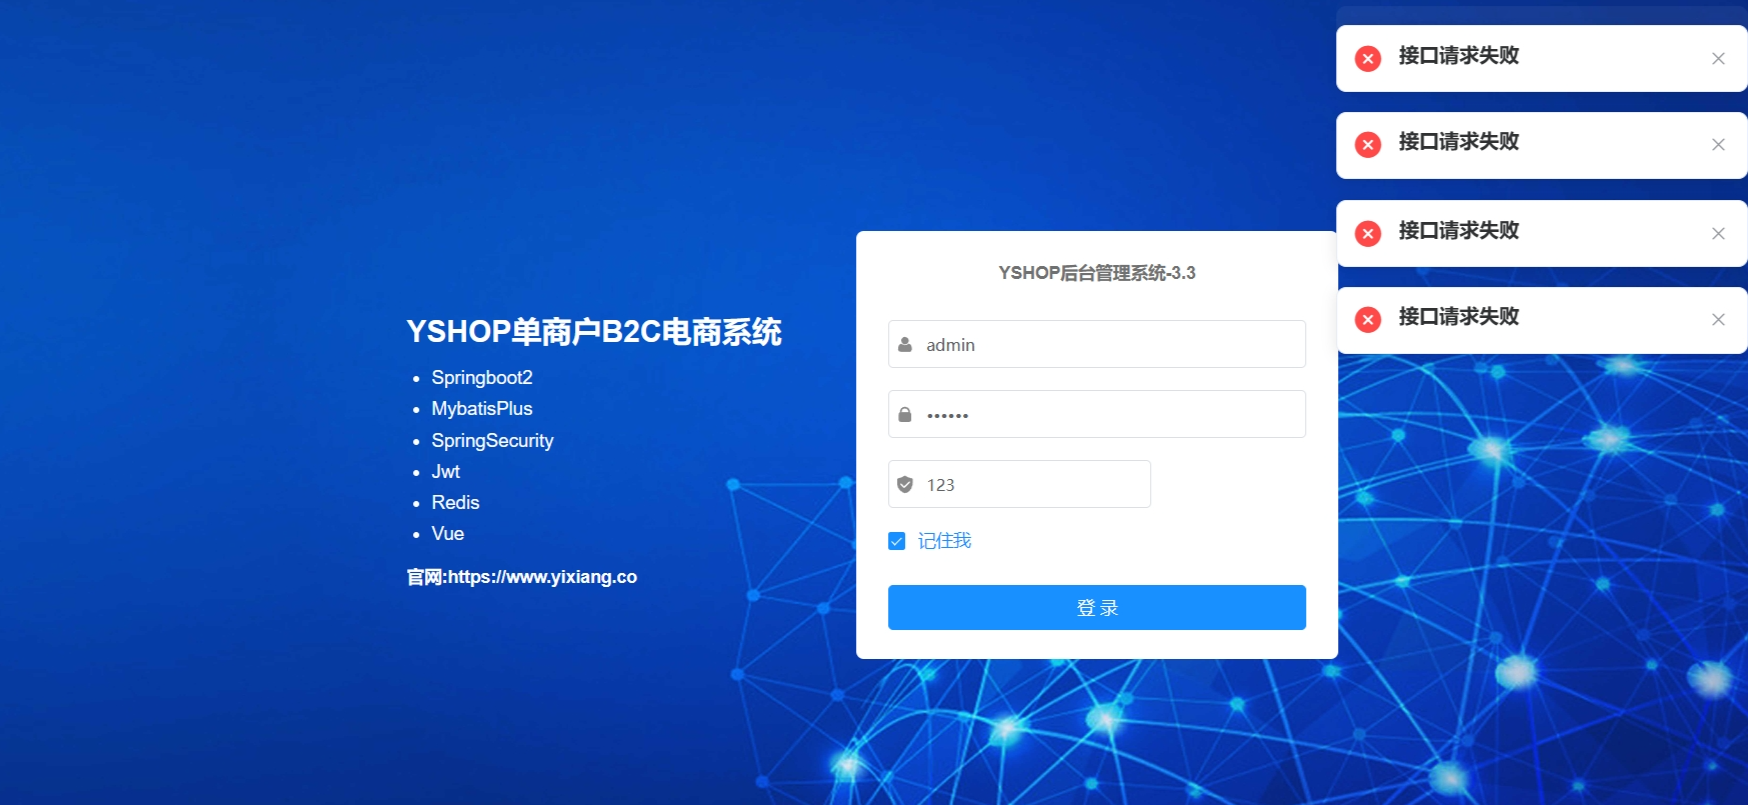 YSHOP单商户B2C电商系统
Springboot2
MybatisPlus
SpringSecurity
Jwt
Redis
Vue
官网:https://www.yixiang.co
YSHOP后台管理系统-3.3
admin
••••••
123
记住我
登 录
接口请求失败
接口请求失败
接口请求失败
接口请求失败